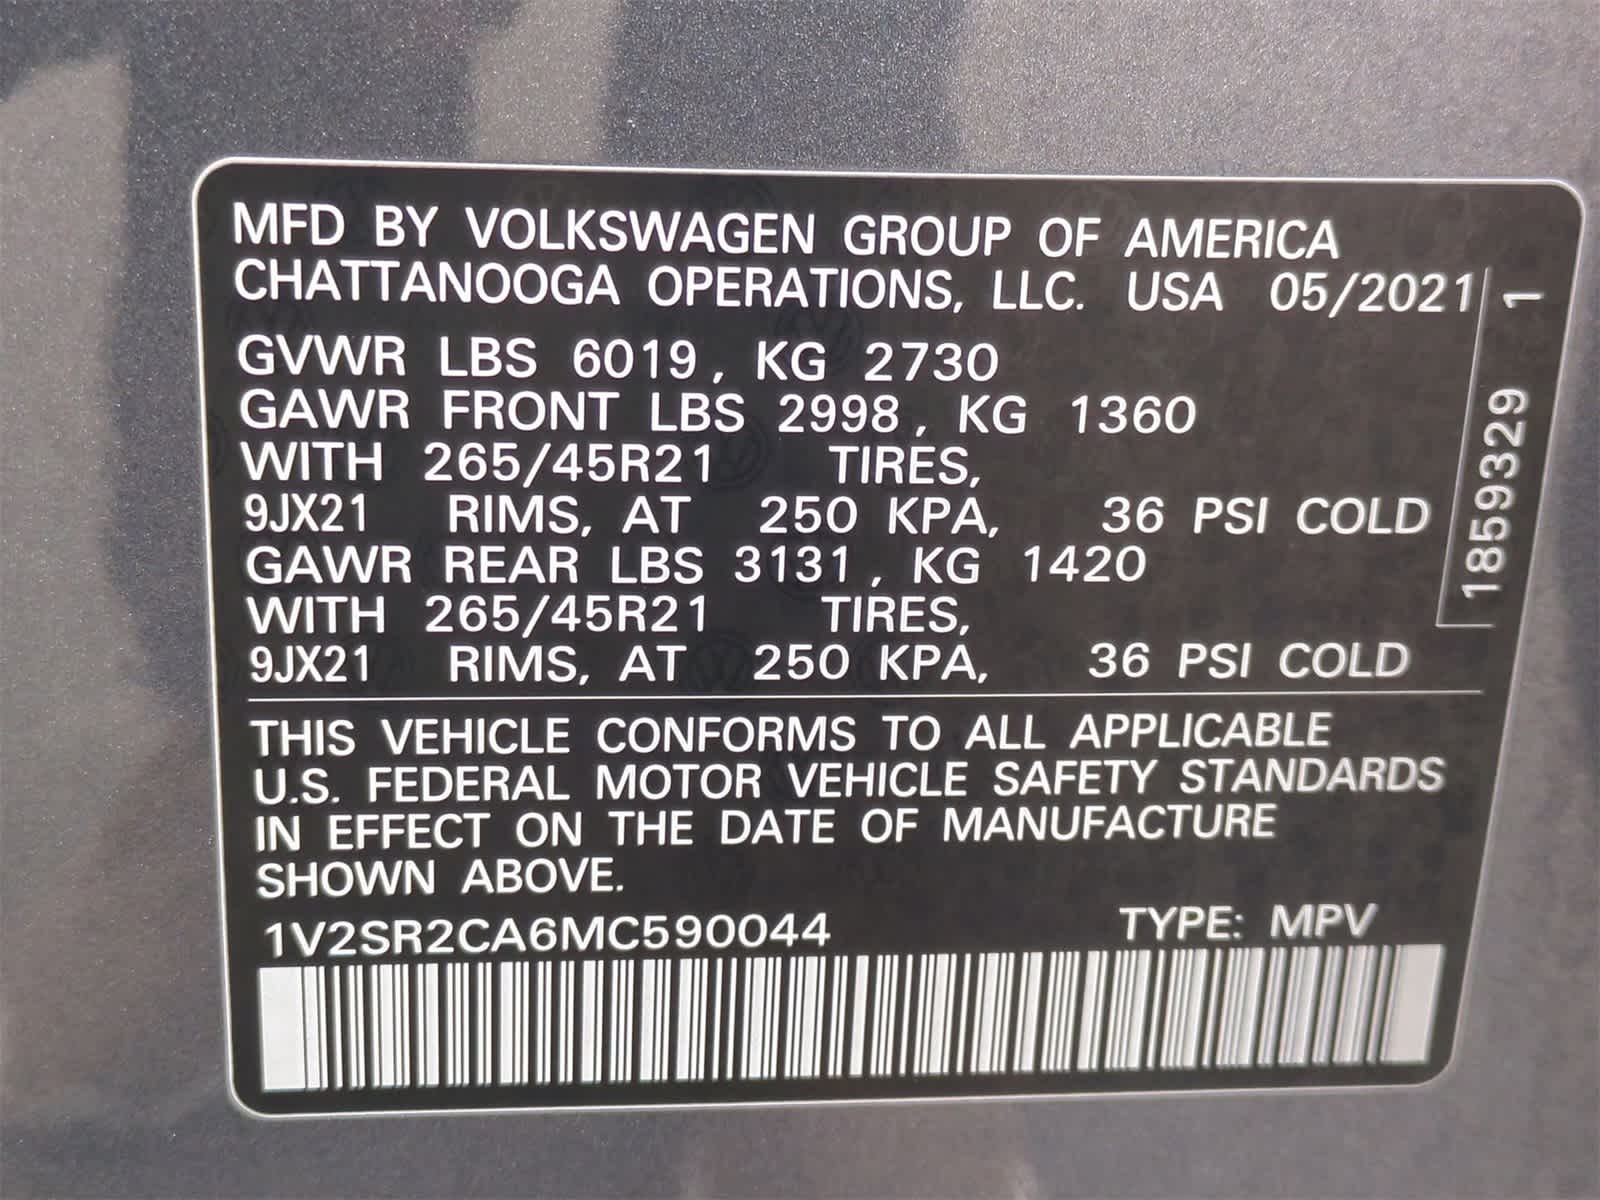 MFD BY VOLKSWAGEN GROUP OF AMERICA
CHATTANOOGA OPERATIONS, LLC. USA 05/2021
GVWR LBS 6019, KG 2730
GAWR FRONT LBS 2998, KG 1360
WITH 265/45R21 TIRES,
9JX21 RIMS, AT 250 KPA, 36 PSI COLD
GAWR REAR LBS 3131, KG 1420
WITH 265/45R21 TIRES,
9JX21 RIMS, AT 250 KPA, 36 PSI COLD
1859329 1
THIS VEHICLE CONFORMS TO ALL APPLICABLE
U.S. FEDERAL MOTOR VEHICLE SAFETY STANDARDS
IN EFFECT ON THE DATE OF MANUFACTURE
SHOWN ABOVE.
1V2SR2CA6MC590044 TYPE: MPV